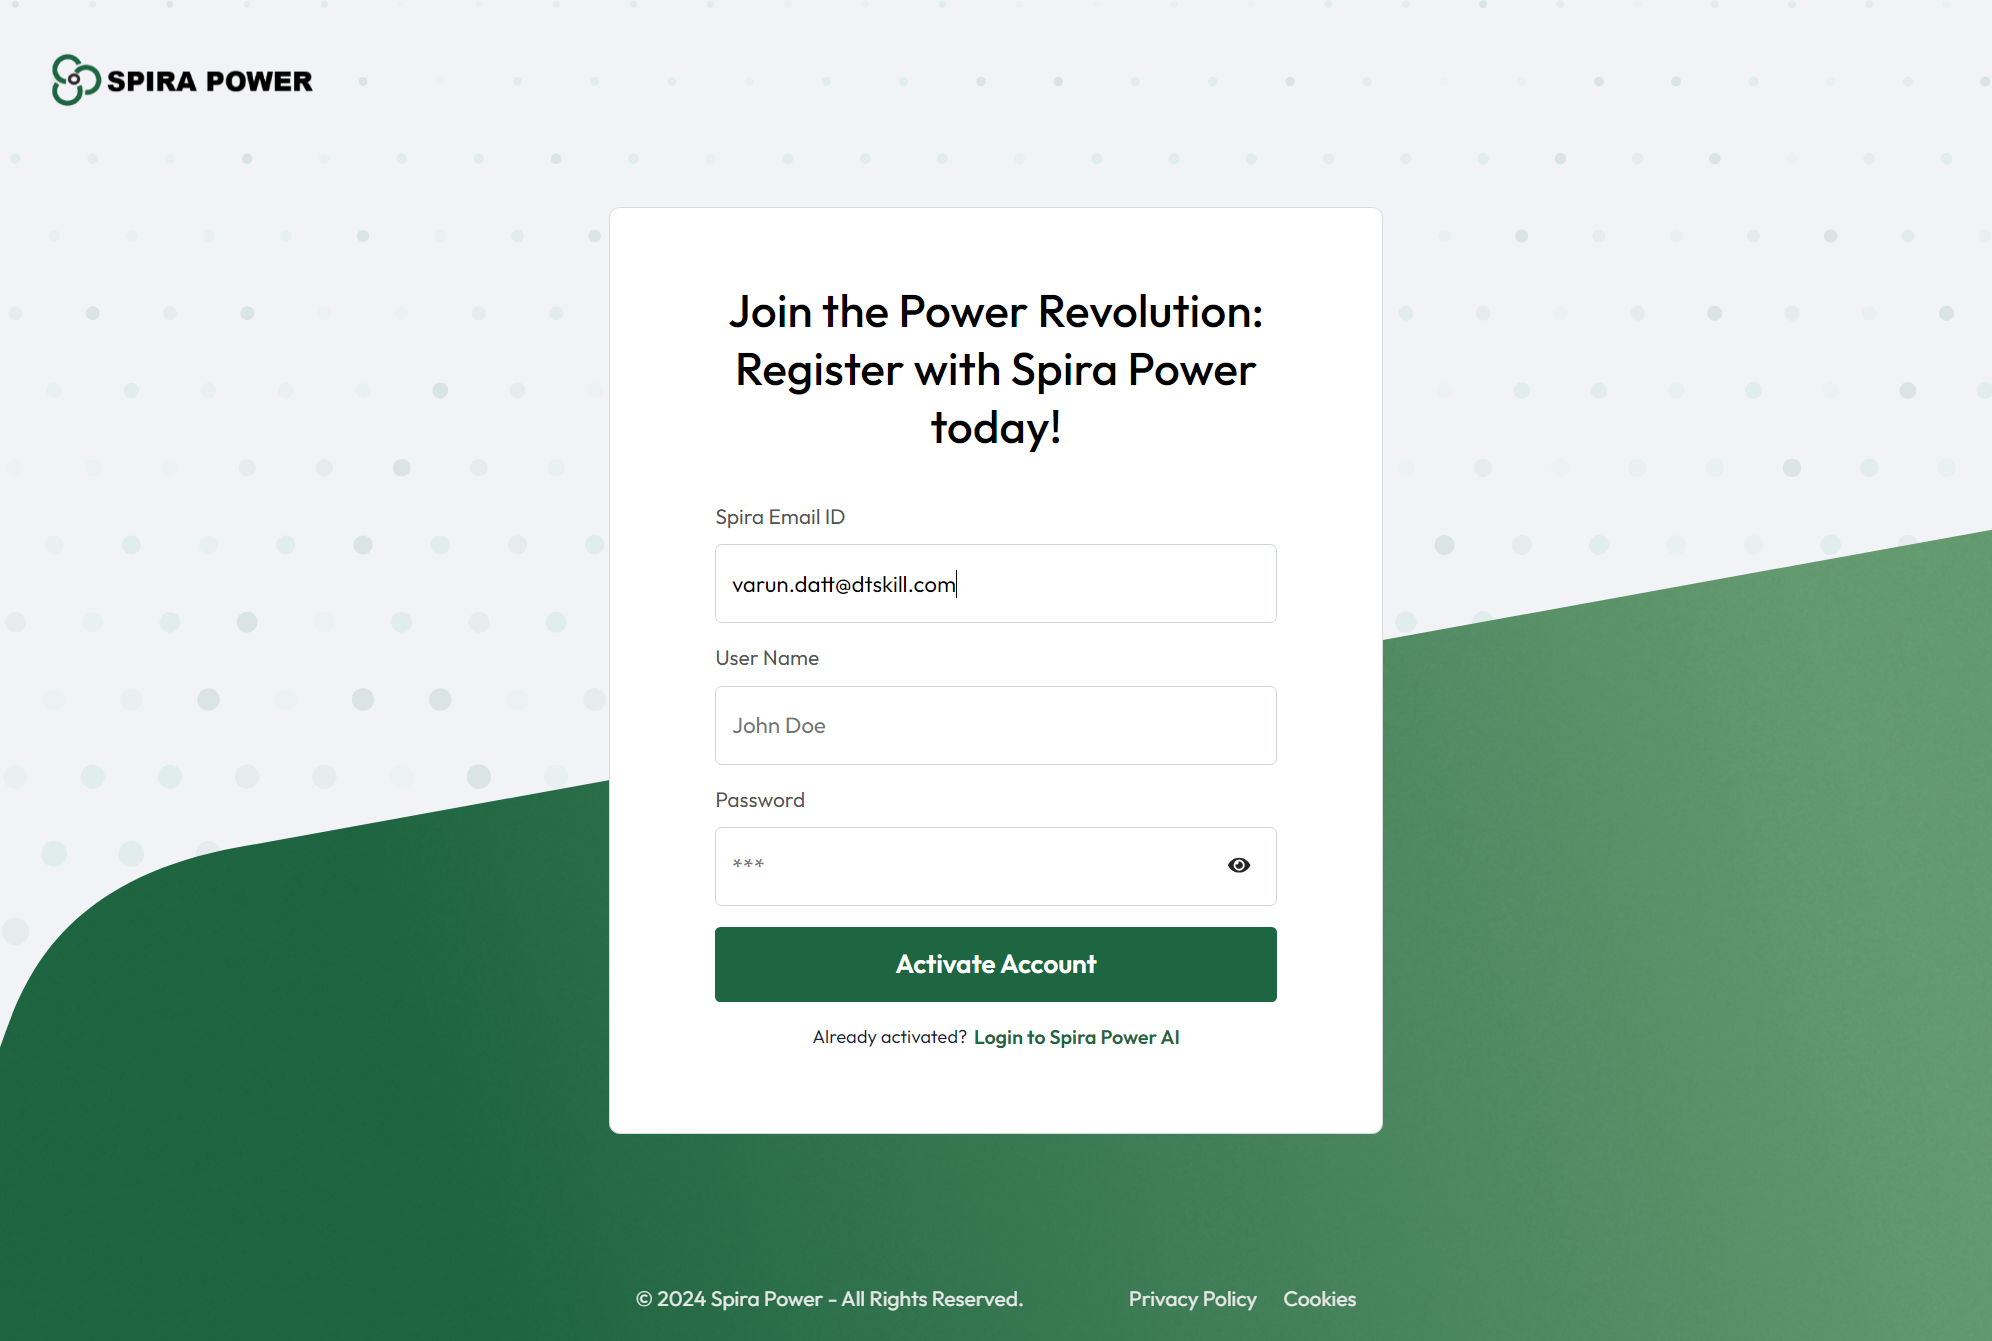 SPIRA POWER
Join the Power Revolution:
Register with Spira Power
today!
Spira Email ID
varun.datt@dtskill.com
User Name
John Doe
Password
***
Activate Account
Already activated? Login to Spira Power AI
© 2024 Spira Power - All Rights Reserved. Privacy Policy Cookies